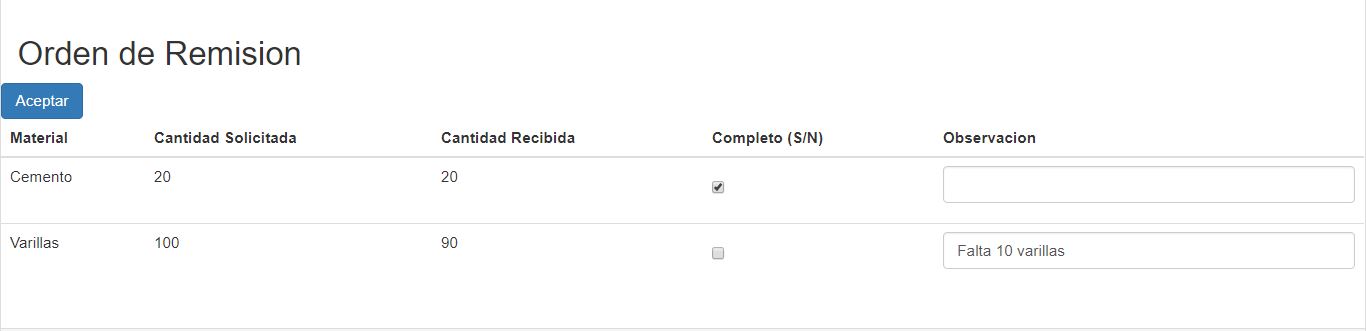 Orden de Remision
Aceptar
Material Cantidad Solicitada Cantidad Recibida Completo (S/N) Observacion
Cemento 20 20
Varillas 100 90 Falta 10 varillas